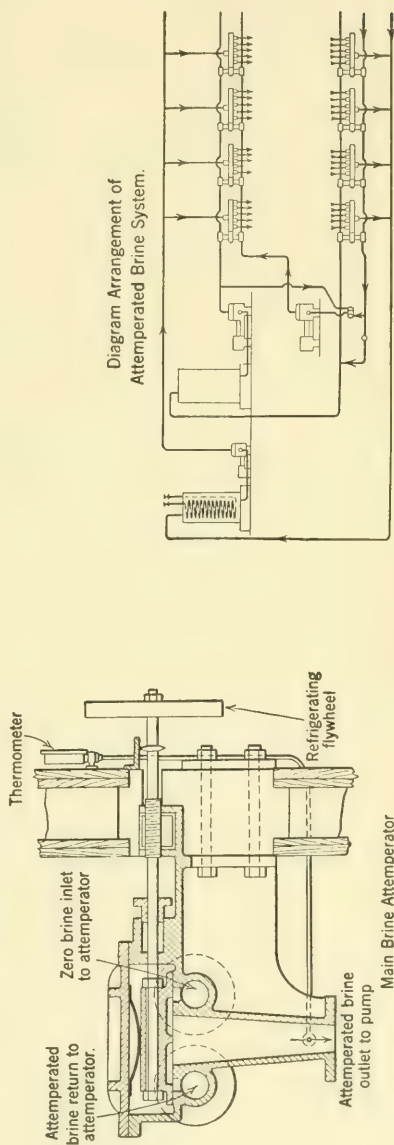 Thermometer
Attemperated
brine return to
attemperator.
Zero brine inlet
to attemperator
Refrigerating
flywheel
Attemperated brine
outlet to pump
Main Brine Attemperator
Diagram Arrangement of
Attemperated Brine System.